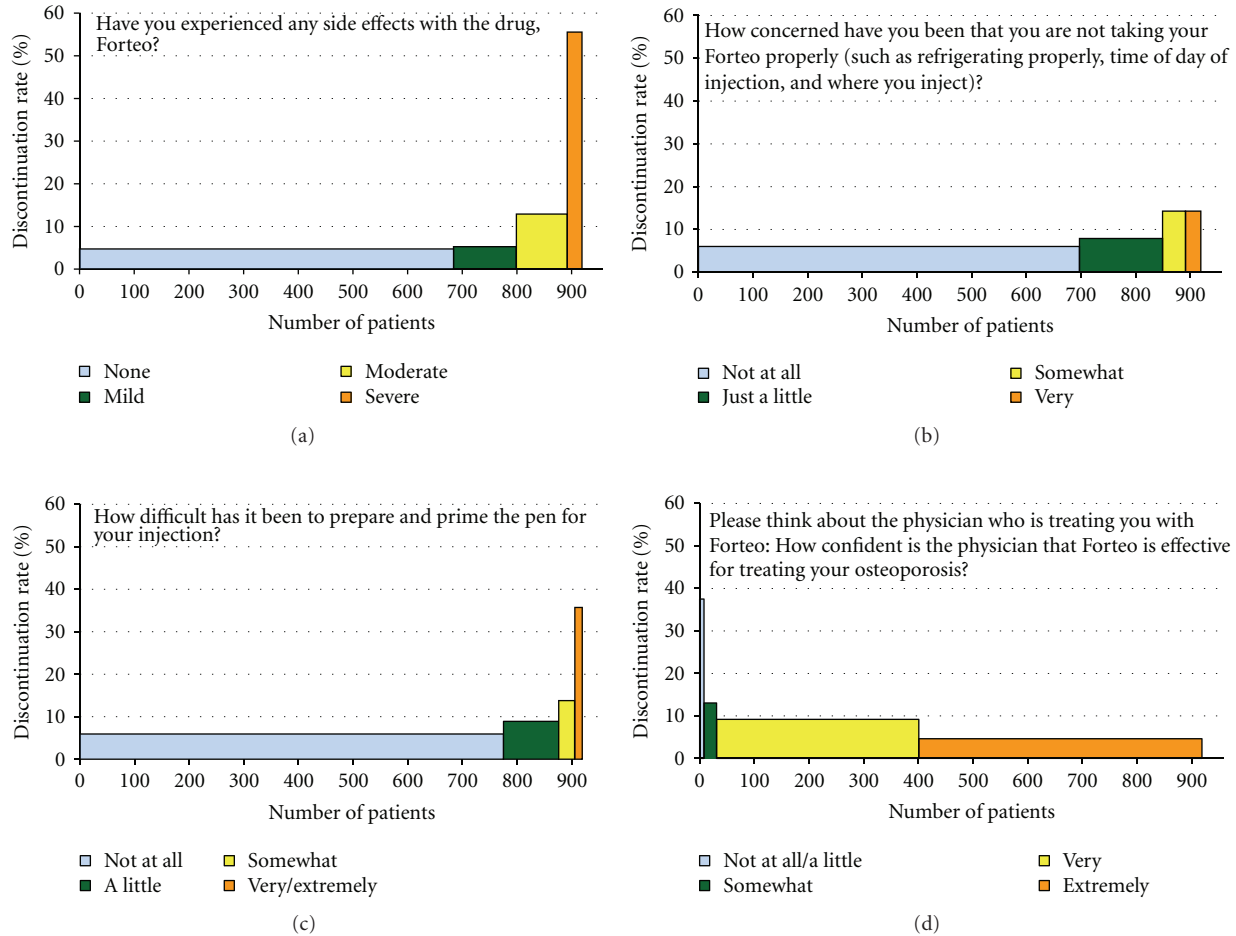 Have you experienced any side effects with the drug,
Forteo?
Discontinuation rate (%)
60
50
40
30
20
10
0
0 100 200 300 400 500 600 700 800 900
Number of patients
None
Mild
Moderate
Severe
(a)
How concerned have you been that you are not taking your
Forteo properly (such as refrigerating properly, time of day of
injection, and where you inject)?
Discontinuation rate (%)
60
50
40
30
20
10
0
0 100 200 300 400 500 600 700 800 900
Number of patients
Not at all
Just a little
Somewhat
Very
(b)
How difficult has it been to prepare and prime the pen for
your injection?
Discontinuation rate (%)
60
50
40
30
20
10
0
0 100 200 300 400 500 600 700 800 900
Number of patients
Not at all
A little
Somewhat
Very/extremely
(c)
Please think about the physician who is treating you with
Forteo: How confident is the physician that Forteo is effective
for treating your osteoporosis?
Discontinuation rate (%)
60
50
40
30
20
10
0
0 100 200 300 400 500 600 700 800 900
Number of patients
Not at all/a little
Somewhat
Very
Extremely
(d)